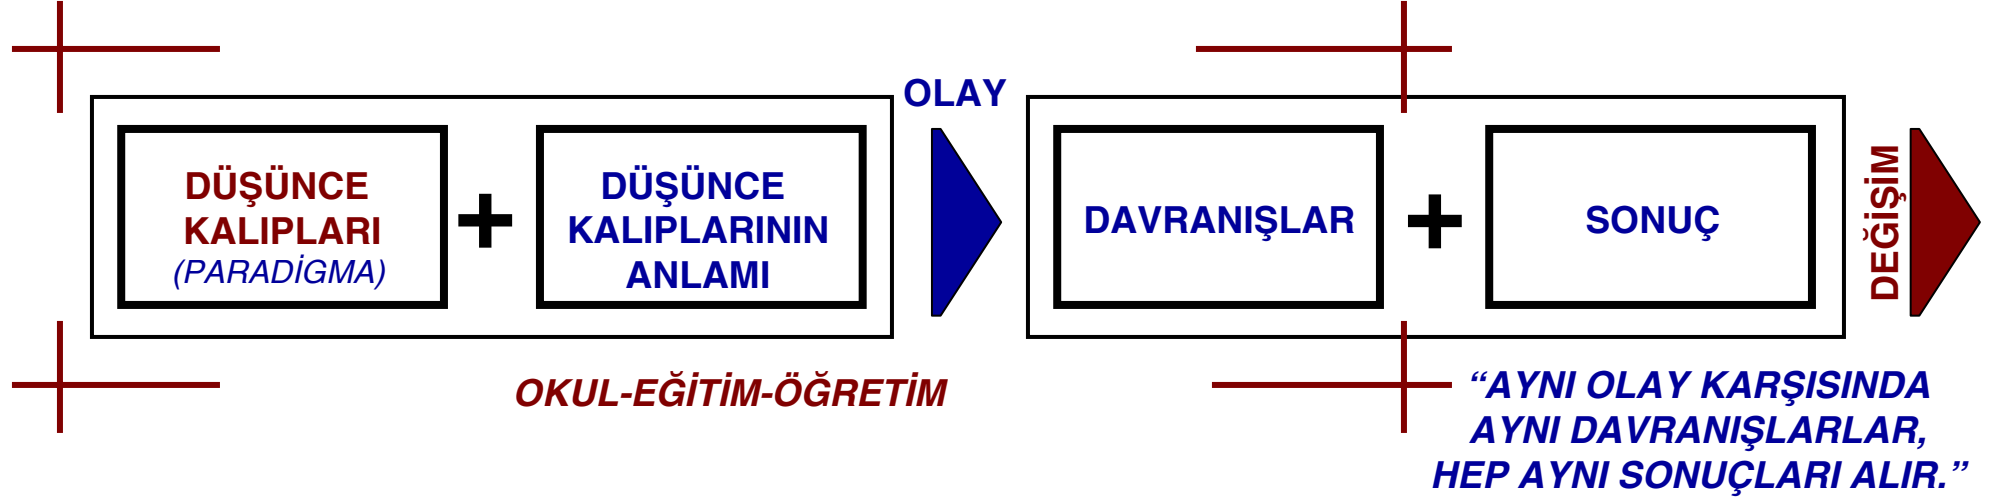 OLAY
DÜŞÜNCE
KALIPLARI
(PARADİGMA)
+
DÜŞÜNCE
KALIPLARININ
ANLAMI
DAVRANIŞLAR
+
SONUÇ
DEĞİŞİM
OKUL-EĞİTİM-ÖĞRETİM
“AYNI OLAY KARŞISINDA
AYNI DAVRANIŞLARLAR,
HEP AYNI SONUÇLARI ALIR.”